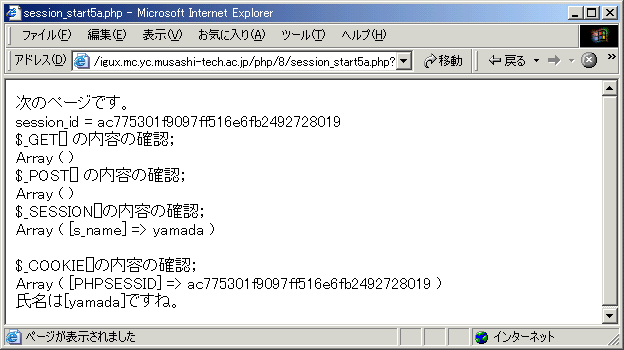 session_start5a.php - Microsoft Internet Explorer
ファイル(F) 編集(E) 表示(V) お気に入り(A) ツール(T) ヘルプ(H)
アドレス(D) /igux.mc.yc.musashi-tech.ac.jp/php/8/session_start5a.php? 移動 戻る
次のページです。
session_id = ac775301f9097ff516e6fb2492728019
$_GET[] の内容の確認;
Array ( )
$_POST[] の内容の確認;
Array ( )
$_SESSION[]の内容の確認;
Array ( [s_name] => yamada )
$_COOKIE[]の内容の確認;
Array ( [PHPSESSID] => ac775301f9097ff516e6fb2492728019 )
氏名は[yamada]ですね。
ページが表示されました インターネット